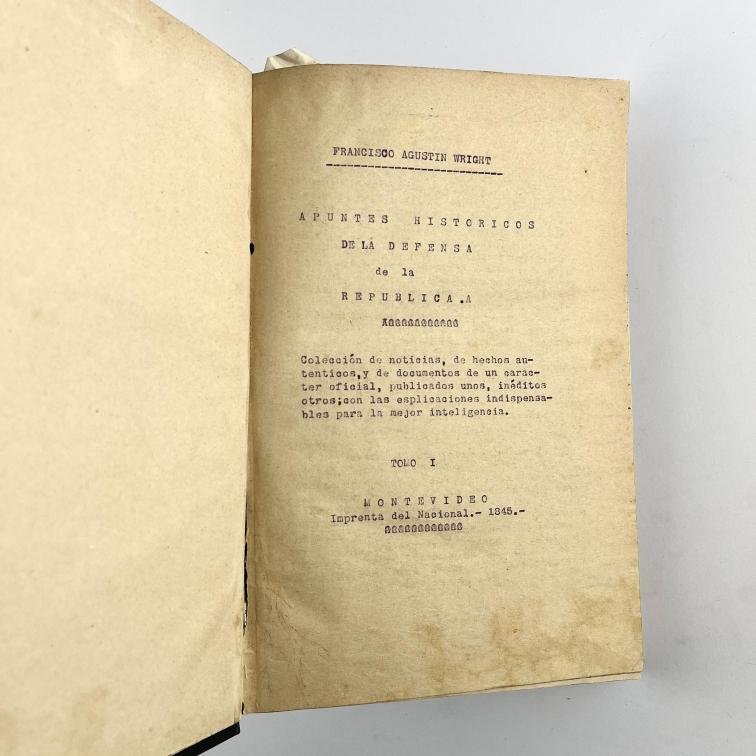 FRANCISCO AGUSTIN WRIGHT
APUNTES HISTORICOS
DE LA DEFENSA
de la
REPUBLICA.A
A@@@@@@@@@@@
Colección de noticias, de hechos au-
tenticos,y de documentos de un carác-
ter oficial, publicados unos, inéditos
otros;con las esplicaciones indispensa-
bles para la mejor inteligencia.
TOMO I
MONTEVIDEO
Imprenta del Nacional.- 1845.-
@@@@@@@@@@@@